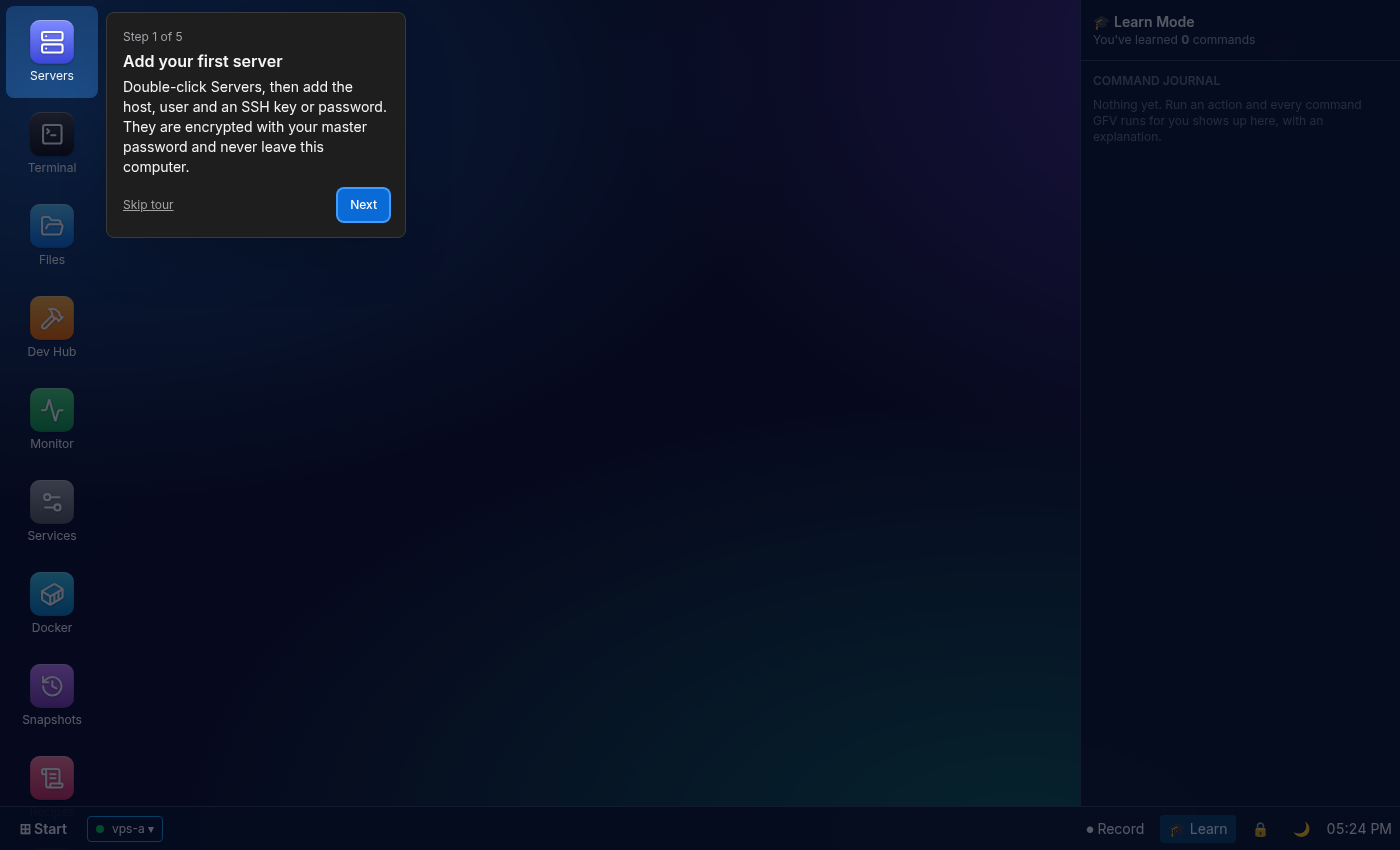 Servers
Terminal
Files
Dev Hub
Monitor
Services
Docker
Snapshots
Step 1 of 5
Add your first server
Double-click Servers, then add the
host, user and an SSH key or password.
They are encrypted with your master
password and never leave this
computer.
Skip tour
Next
Learn Mode
You've learned 0 commands
COMMAND JOURNAL
Nothing yet. Run an action and every command
GFV runs for you shows up here, with an
explanation.
Start
vps-a
Record
Learn
05:24 PM